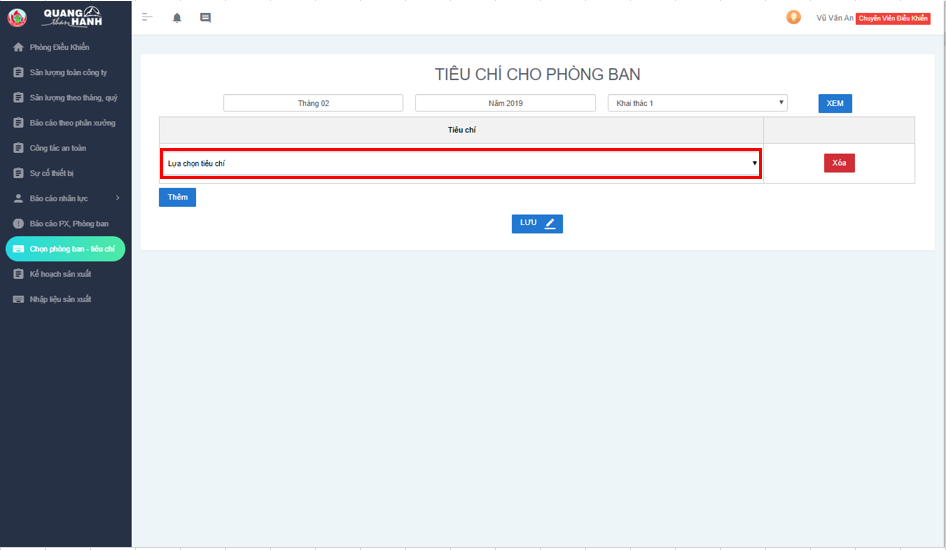 QUANG
HANH
Vũ Văn An
Chuyên Viên Điều Khiển
Phòng Điều Khiển
Sản lượng toàn công ty
Sản lượng theo tháng, quý
Báo cáo theo phân xưởng
Công tác an toàn
Sự cố thiết bị
Báo cáo nhân lực
Báo cáo PX, Phòng ban
Chọn phòng ban - tiêu chí
Kế hoạch sản xuất
Nhập liệu sản xuất
TIÊU CHÍ CHO PHÒNG BAN
Tháng 02
Năm 2019
Khai thác 1
XEM
Tiêu chí
Lựa chọn tiêu chí
Xóa
Thêm
LƯU